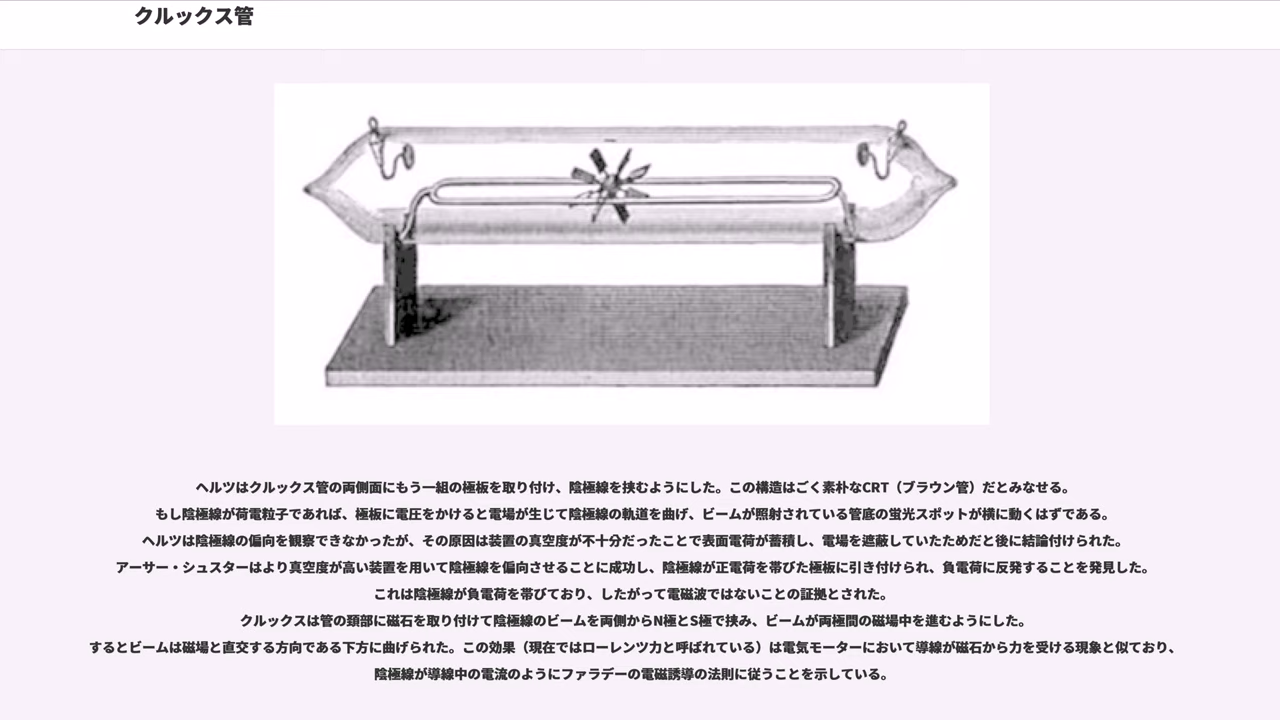 クルックス管
ヘルツはクルックス管の両側面にもう一組の極板を取り付け、陰極線を挟むようにした。この構造はごく素朴なCRT（ブラウン管）だとみなせる。
もし陰極線が荷電粒子であれば、極板に電圧をかけると電場が生じて陰極線の軌道を曲げ、ビームが照射されている管底の蛍光スポットが横に動くはずである。
ヘルツは陰極線の偏向を観察できなかったが、その原因は装置の真空度が不十分だったことで表面電荷が蓄積し、電場を遮蔽していたためだと後に結論付けられた。
アーサー・シュスターはより真空度が高い装置を用いて陰極線を偏向させることに成功し、陰極線が正電荷を帯びた極板に引き付けられ、負電荷に反発することを発見した。
これは陰極線が負電荷を帯びており、したがって電磁波ではないことの証拠とされた。
クルックスは管の頚部に磁石を取り付けて陰極線のビームを両側からN極とS極で挟み、ビームが両極間の磁場中を進むようにした。
するとビームは磁場と直交する方向である下方に曲げられた。この効果（現在ではローレンツ力と呼ばれている）は電気モーターにおいて導線が磁石から力を受ける現象と似ており、
陰極線が導線中の電流のようにファラデーの電磁誘導の法則に従うことを示している。